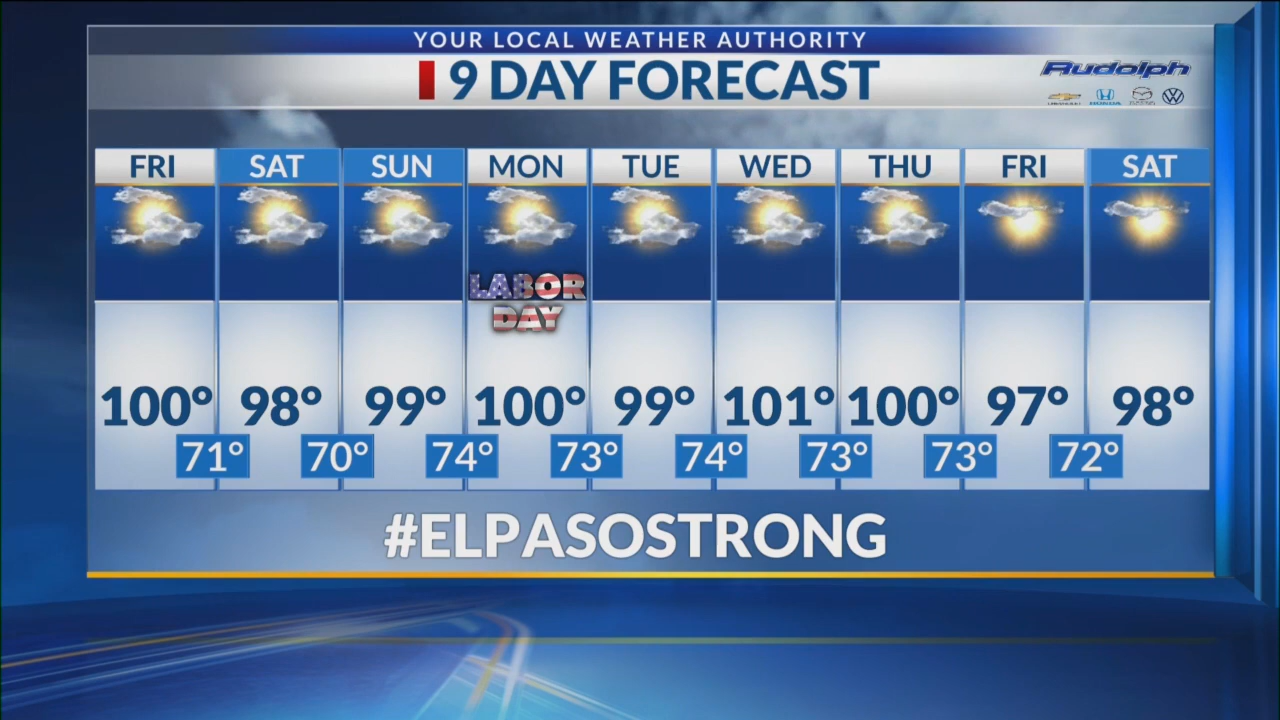 YOUR LOCAL WEATHER AUTHORITY
9 DAY FORECAST
Rudolph
HONDA
FRI SAT SUN MON TUE WED THU FRI SAT
LABOR
DAY
100° 98° 99° 100° 99° 101° 100° 97° 98°
71° 70° 74° 73° 74° 73° 73° 72°
#ELPASOSTRONG